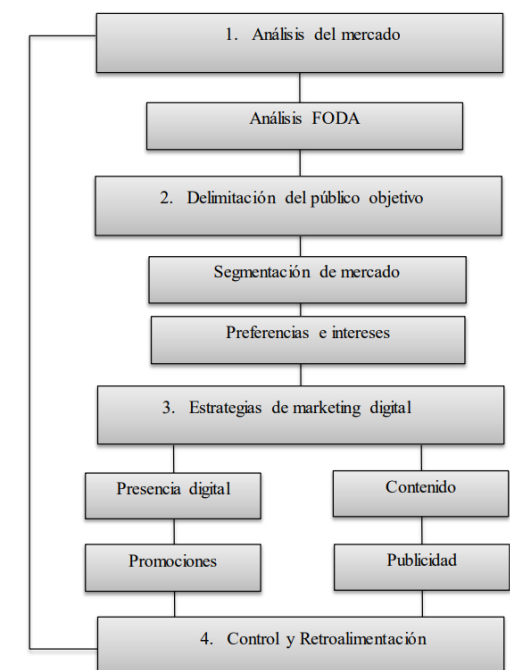 1. Análisis del mercado
Análisis FODA
2. Delimitación del público objetivo
Segmentación de mercado
Preferencias e intereses
3. Estrategias de marketing digital
Presencia digital
Contenido
Promociones
Publicidad
4. Control y Retroalimentación